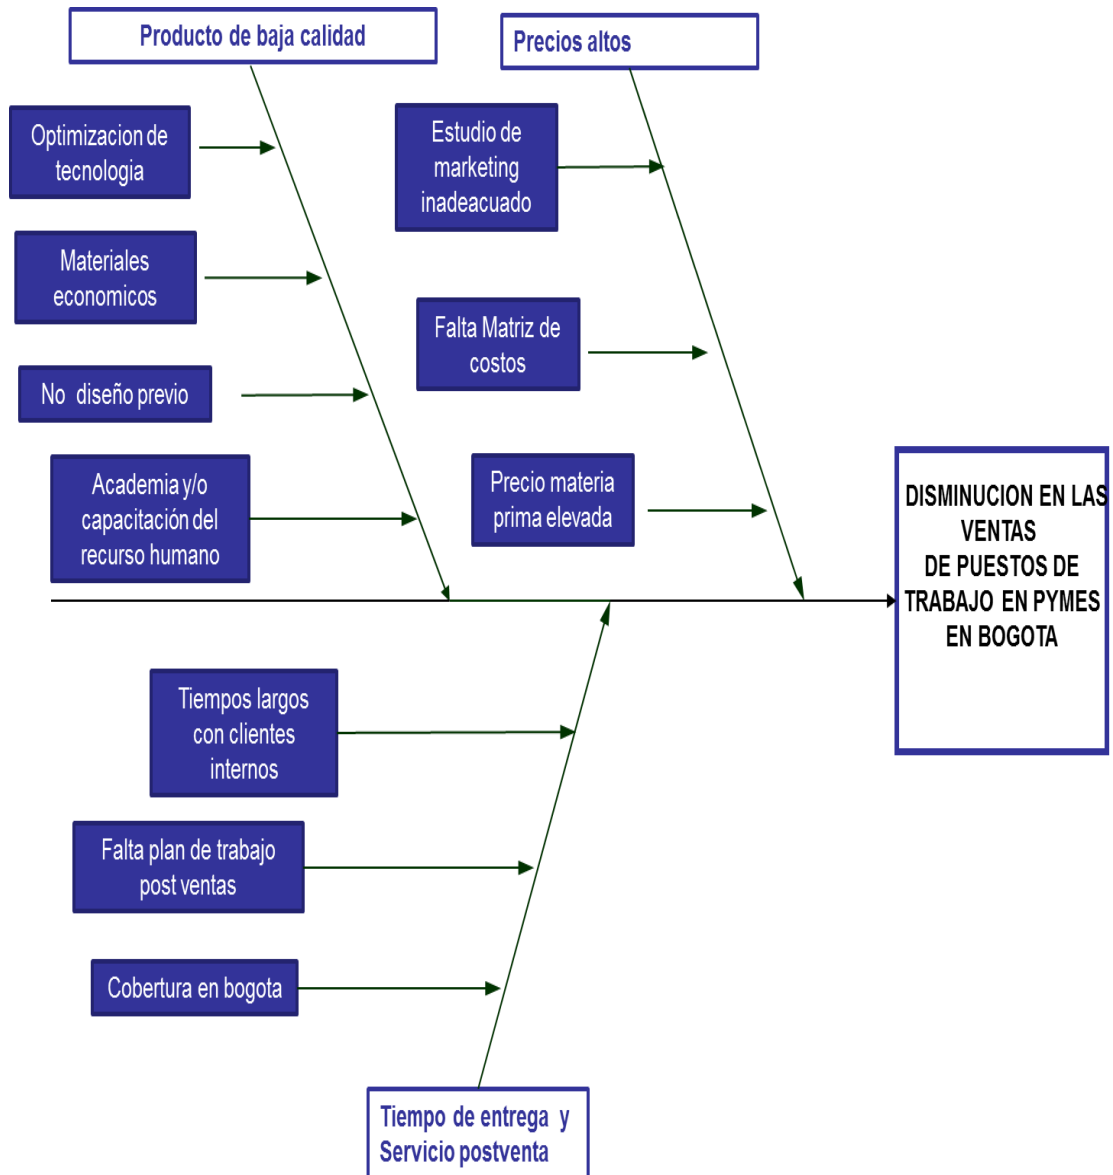 Producto de baja calidad
Precios altos
Optimizacion de
tecnologia
Estudio de
marketing
inadeacuado
Materiales
economicos
Falta Matriz de
costos
No diseño previo
Academia y/o
capacitación del
recurso humano
Precio materia
prima elevada
DISMINUCION EN LAS
VENTAS
DE PUESTOS DE
TRABAJO EN PYMES
EN BOGOTA
Tiempos largos
con clientes
internos
Falta plan de trabajo
post ventas
Cobertura en bogota
Tiempo de entrega y
Servicio postventa